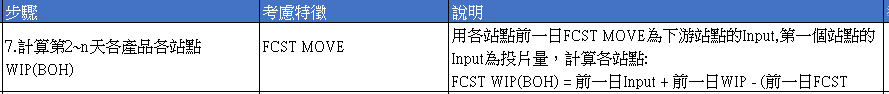 步驟 考慮特徵 說明
7.計算第2~n天各產品各站點
WIP(BOH)
FCST MOVE
用各站點前一日FCST MOVE為下游站點的Input,第一個站點的
Input為投片量，計算各站點:
FCST WIP(BOH) = 前一日Input + 前一日WIP - (前一日FCST